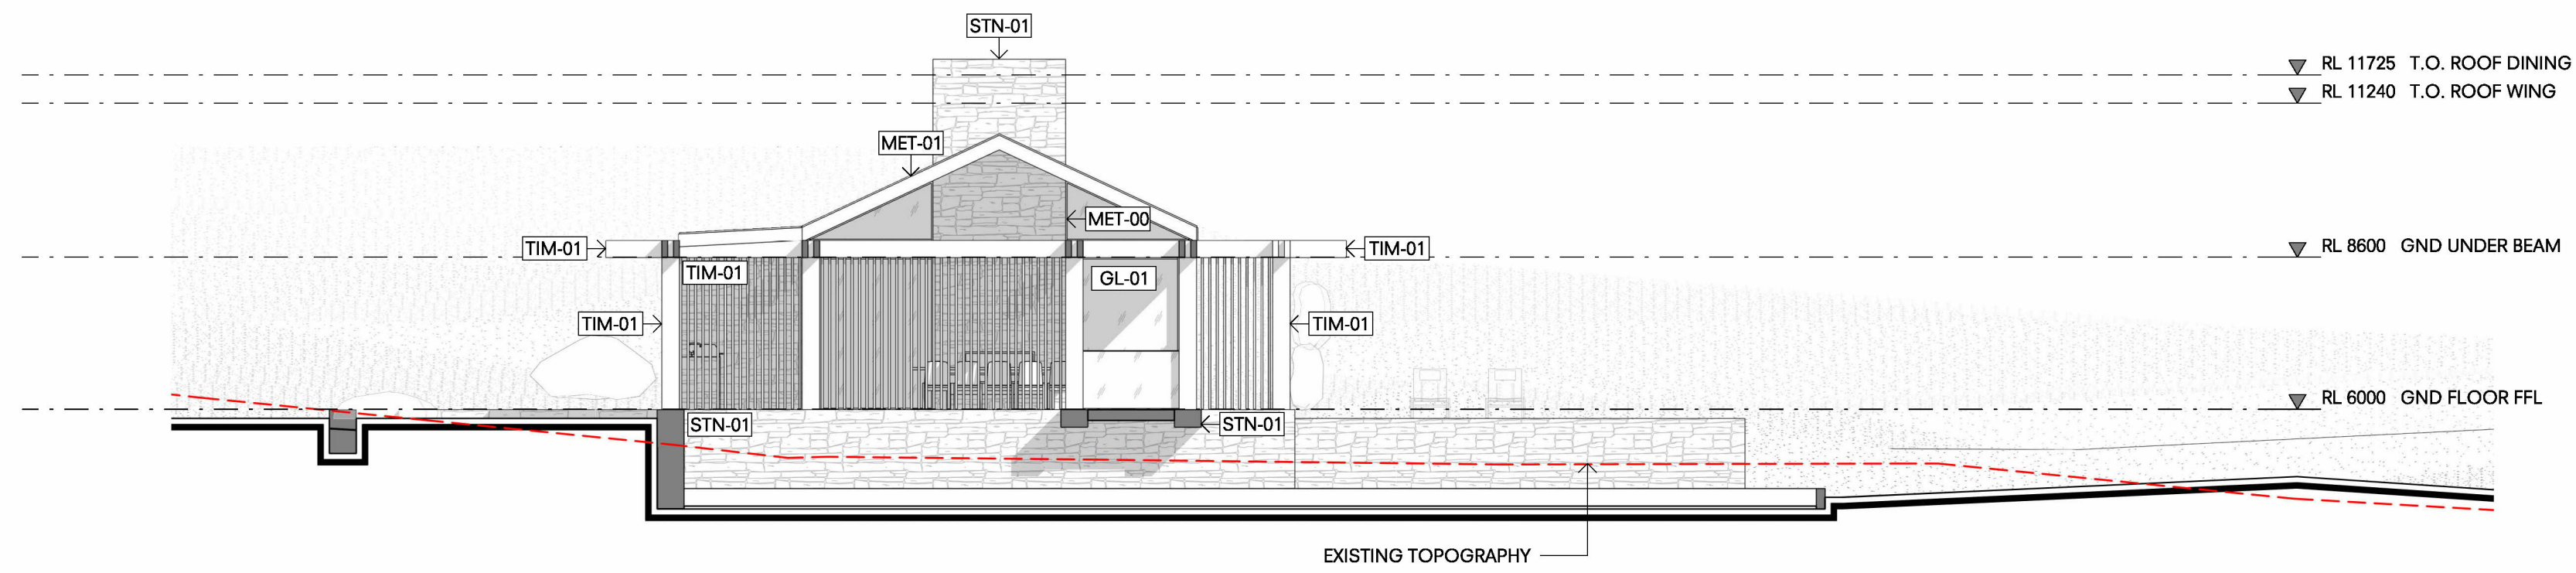 STN-01
RL 11725 T.O. ROOF DINING
RL 11240 T.O. ROOF WING
MET-01
MET-00
TIM-01
TIM-01
RL 8600 GND UNDER BEAM
TIM-01
GL-01
TIM-01
TIM-01
RL 6000 GND FLOOR FFL
STN-01
STN-01
EXISTING TOPOGRAPHY